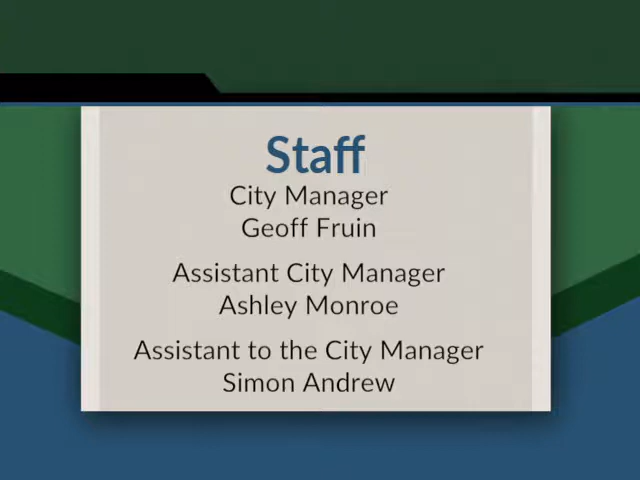 Staff
City Manager
Geoff Fruin
Assistant City Manager
Ashley Monroe
Assistant to the City Manager
Simon Andrew